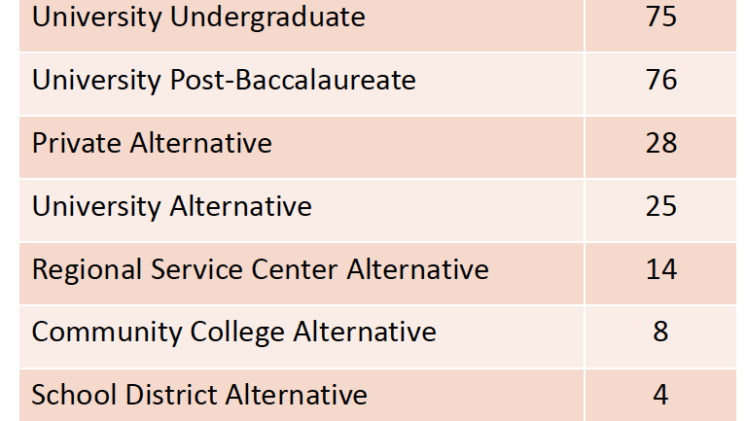 University Undergraduate 75
University Post-Baccalaureate 76
Private Alternative 28
University Alternative 25
Regional Service Center Alternative 14
Community College Alternative 8
School District Alternative 4